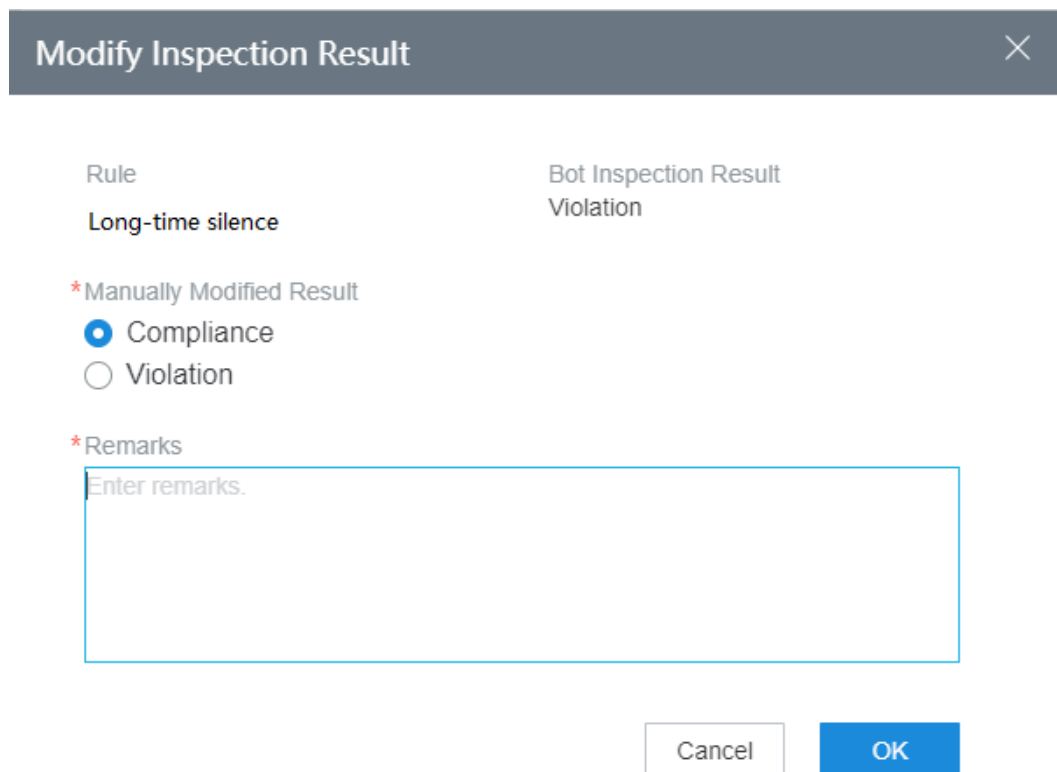 Modify Inspection Result
Rule
Bot Inspection Result
Long-time silence
Violation
*Manually Modified Result
Compliance
Violation
*Remarks
Enter remarks.
Cancel
OK